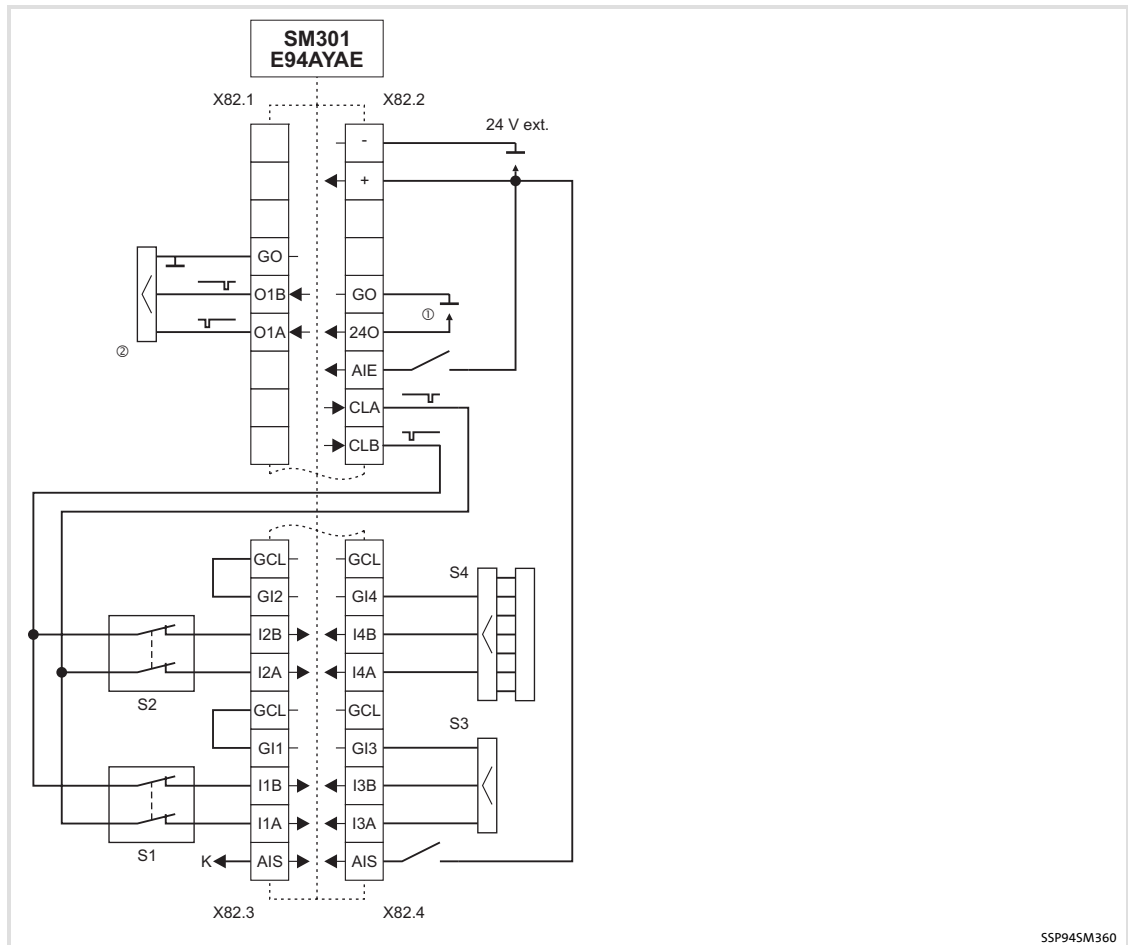 SM301
E94AYAE
X82.1
X82.2
24 V ext.
-
+
GO
O1B
O1A
②
GO
①
24O
AIE
CLA
CLB
GCL
GI2
I2B
I2A
GCL
GI1
I1B
I1A
AIS
K
S2
S1
GCL
GI4
I4B
I4A
GCL
GI3
I3B
I3A
AIS
S4
S3
X82.3
X82.4
SSP94SM360